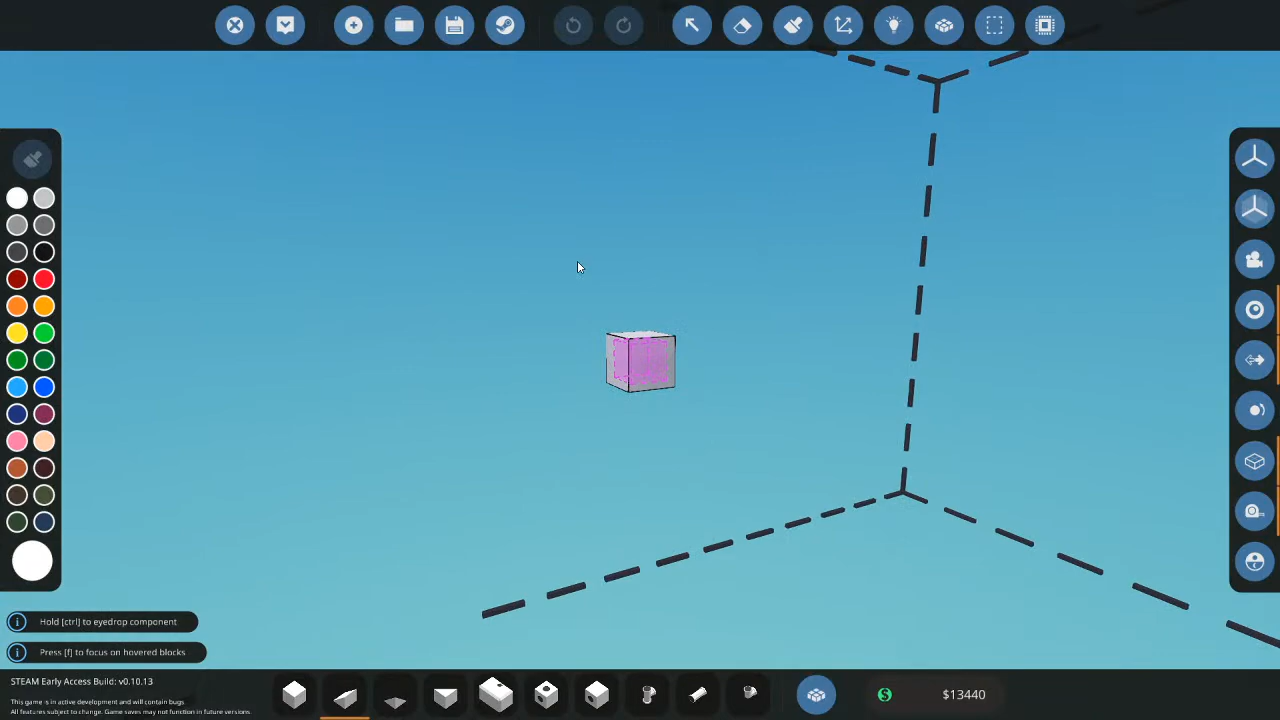 Hold [ctrl] to eyedrop component
Press [f] to focus on hovered blocks
STEAM Early Access Build: v0.10.13
This game is in active development and will contain bugs
All features subject to change. Game saves may not function in future versions.
$13440